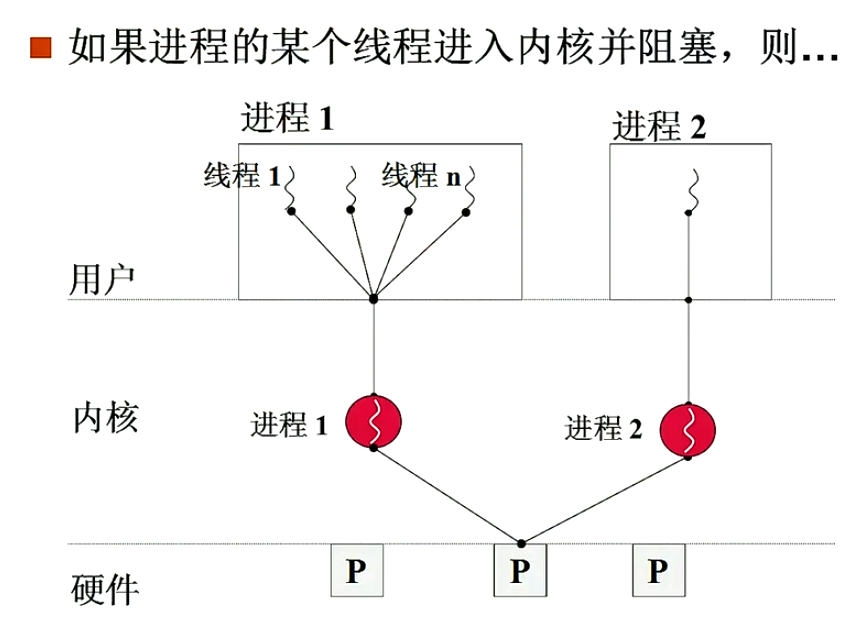 如果进程的某个线程进入内核并阻塞，则...
进程 1
进程 2
线程 1
线程 n
用户
内核
进程 1
进程 2
P
P
P
硬件